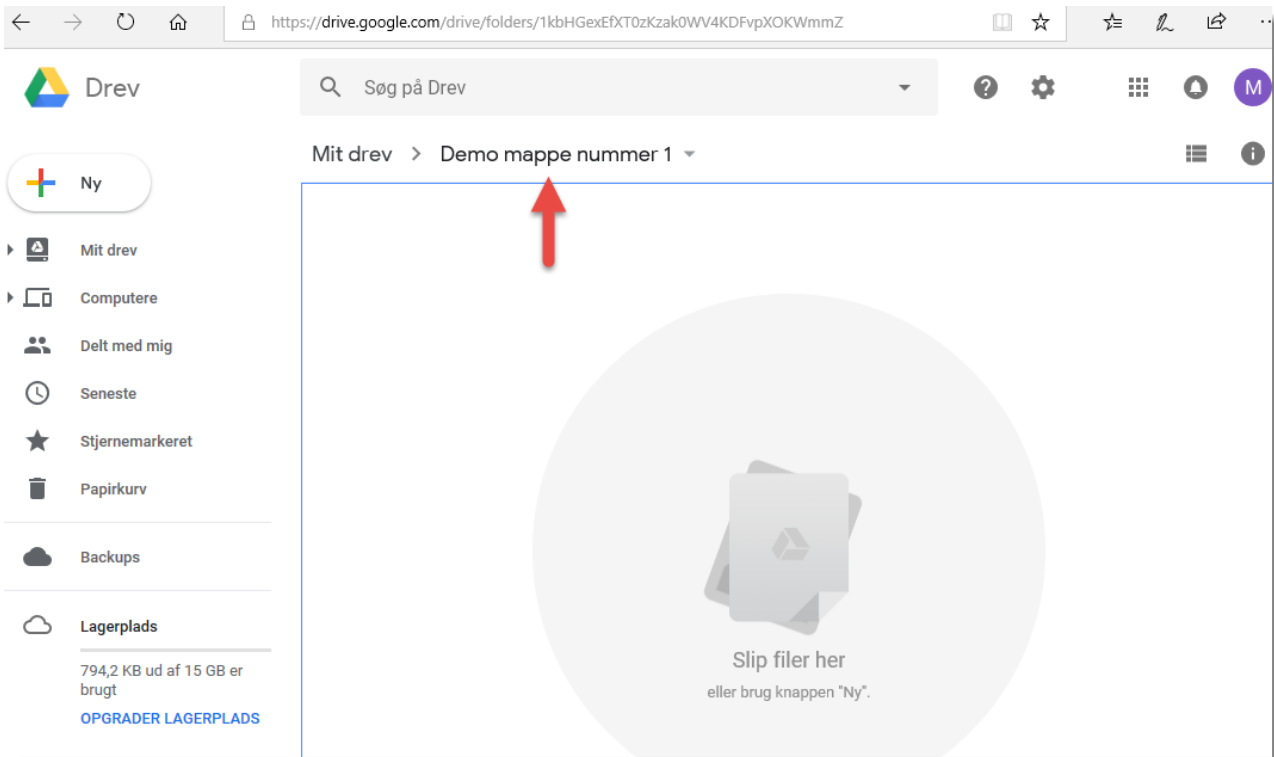 https://drive.google.com/drive/folders/1kbHGexEfXT0zKzak0WV4KDFvpXOKWmmZ
Drev
Søg på Drev
M
Mit drev > Demo mappe nummer 1
Ny
Mit drev
Computere
Delt med mig
Seneste
Stjernemarkeret
Papirkurv
Backups
Lagerplads
794,2 KB ud af 15 GB er
brugt
OPGRADER LAGERPLADS
Slip filer her
eller brug knappen "Ny".